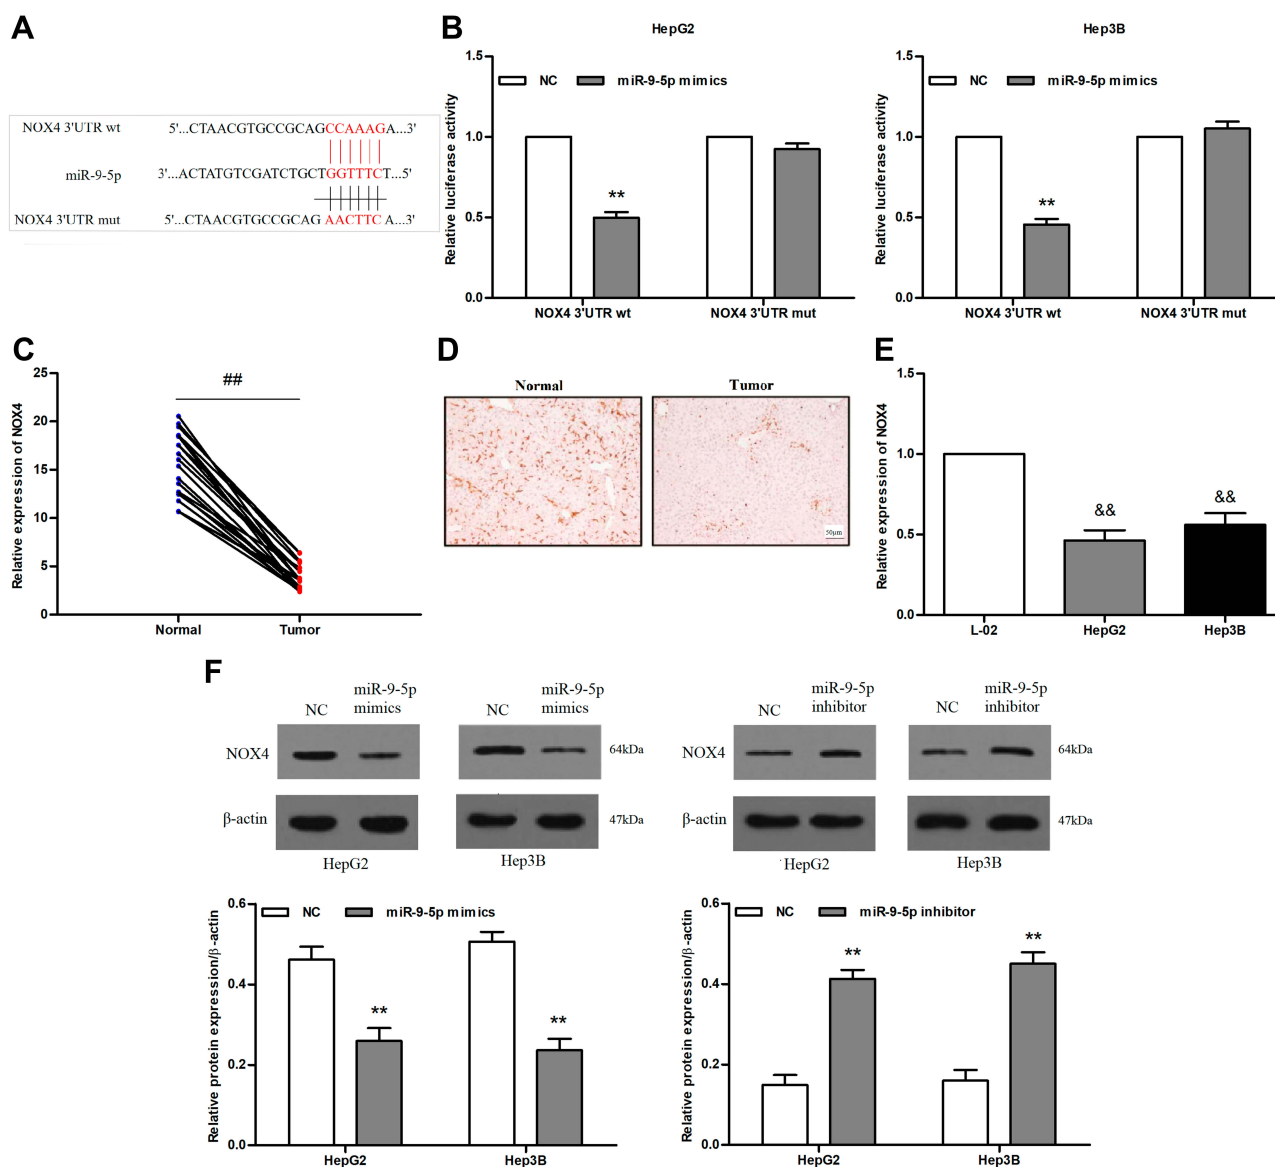 A
NOX4 3'UTR wt 5'...CTAACGTGCCGCAGCCAAAGA...3'
miR-9-5p 3'...ACTATGTCGATCTGCTGGTTTCT...5'
NOX4 3'UTR mut 5'...CTAACGTGCCGCAGAACTTCA...3'
B
HepG2
Relative luciferase activity
1.5
1.0
0.5
0.0
NC miR-9-5p mimics
**
NOX4 3'UTR wt NOX4 3'UTR mut
Hep3B
Relative luciferase activity
1.5
1.0
0.5
0.0
NC miR-9-5p mimics
**
NOX4 3'UTR wt NOX4 3'UTR mut
C
Relative expression of NOX4
25
20
15
10
5
0
##
Normal Tumor
D
Normal Tumor
50μm
E
Relative expression of NOX4
1.5
1.0
0.5
0.0
&& &&
L-02 HepG2 Hep3B
F
NC miR-9-5p mimics NC miR-9-5p mimics
NOX4 64kDa
β-actin 47kDa
HepG2 Hep3B
NC miR-9-5p inhibitor NC miR-9-5p inhibitor
NOX4 64kDa
β-actin 47kDa
HepG2 Hep3B
Relative protein expression/β-actin
0.6
0.4
0.2
0.0
NC miR-9-5p mimics
** **
HepG2 Hep3B
Relative protein expression/β-actin
0.6
0.4
0.2
0.0
NC miR-9-5p inhibitor
** **
HepG2 Hep3B